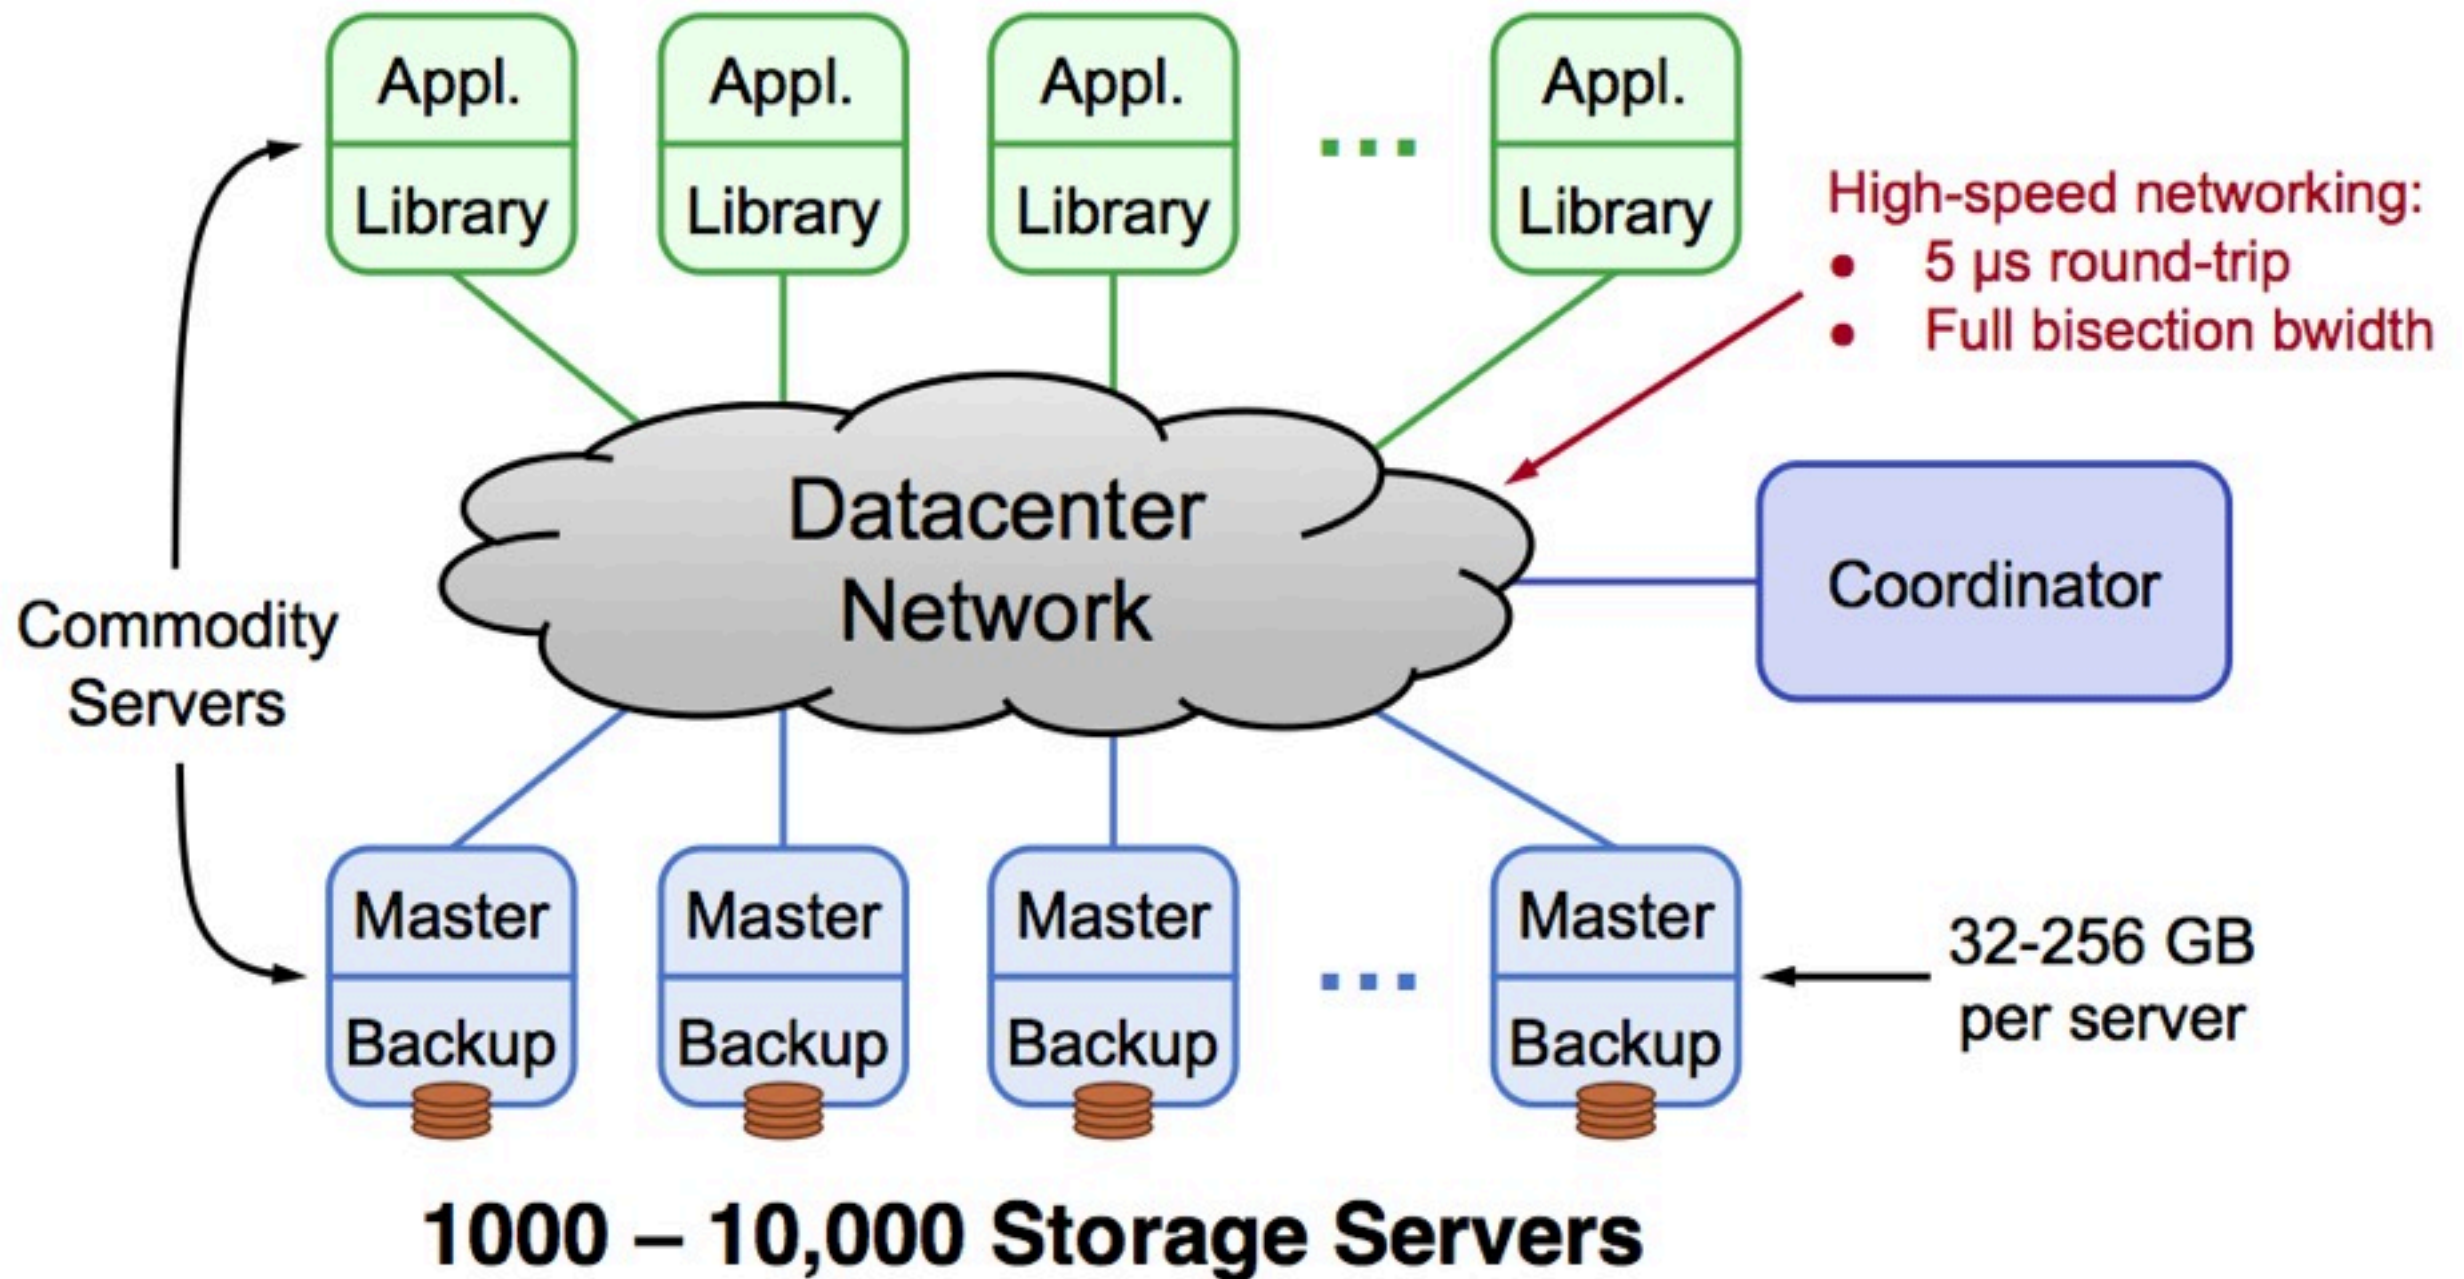 Appl.
Library
Appl.
Library
Appl.
Library
Appl.
Library
High-speed networking:
• 5 µs round-trip
• Full bisection bwidth
Datacenter
Network
Coordinator
Commodity
Servers
Master
Backup
Master
Backup
Master
Backup
Master
Backup
32-256 GB
per server
1000 – 10,000 Storage Servers